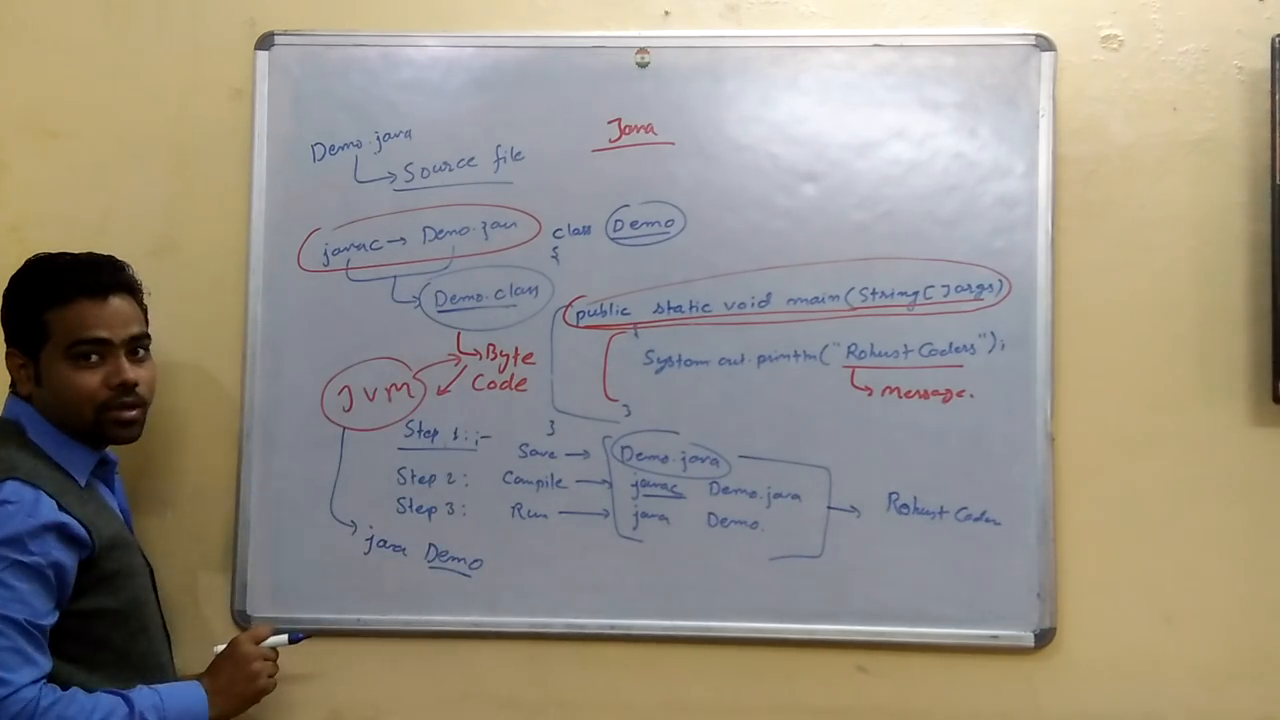 Java
Demo.java
Source file
javac → Demo.java
Demo.class
class Demo
{
public static void main(String[]args)
{
System.out.println("Robust Coders");
message.
}
}
Byte
Code
JVM
Step 1:;-
Save → Demo.java
Step 2: Compile → javac Demo.java
Step 3: Run → java Demo.
→ Robust Coder
java Demo